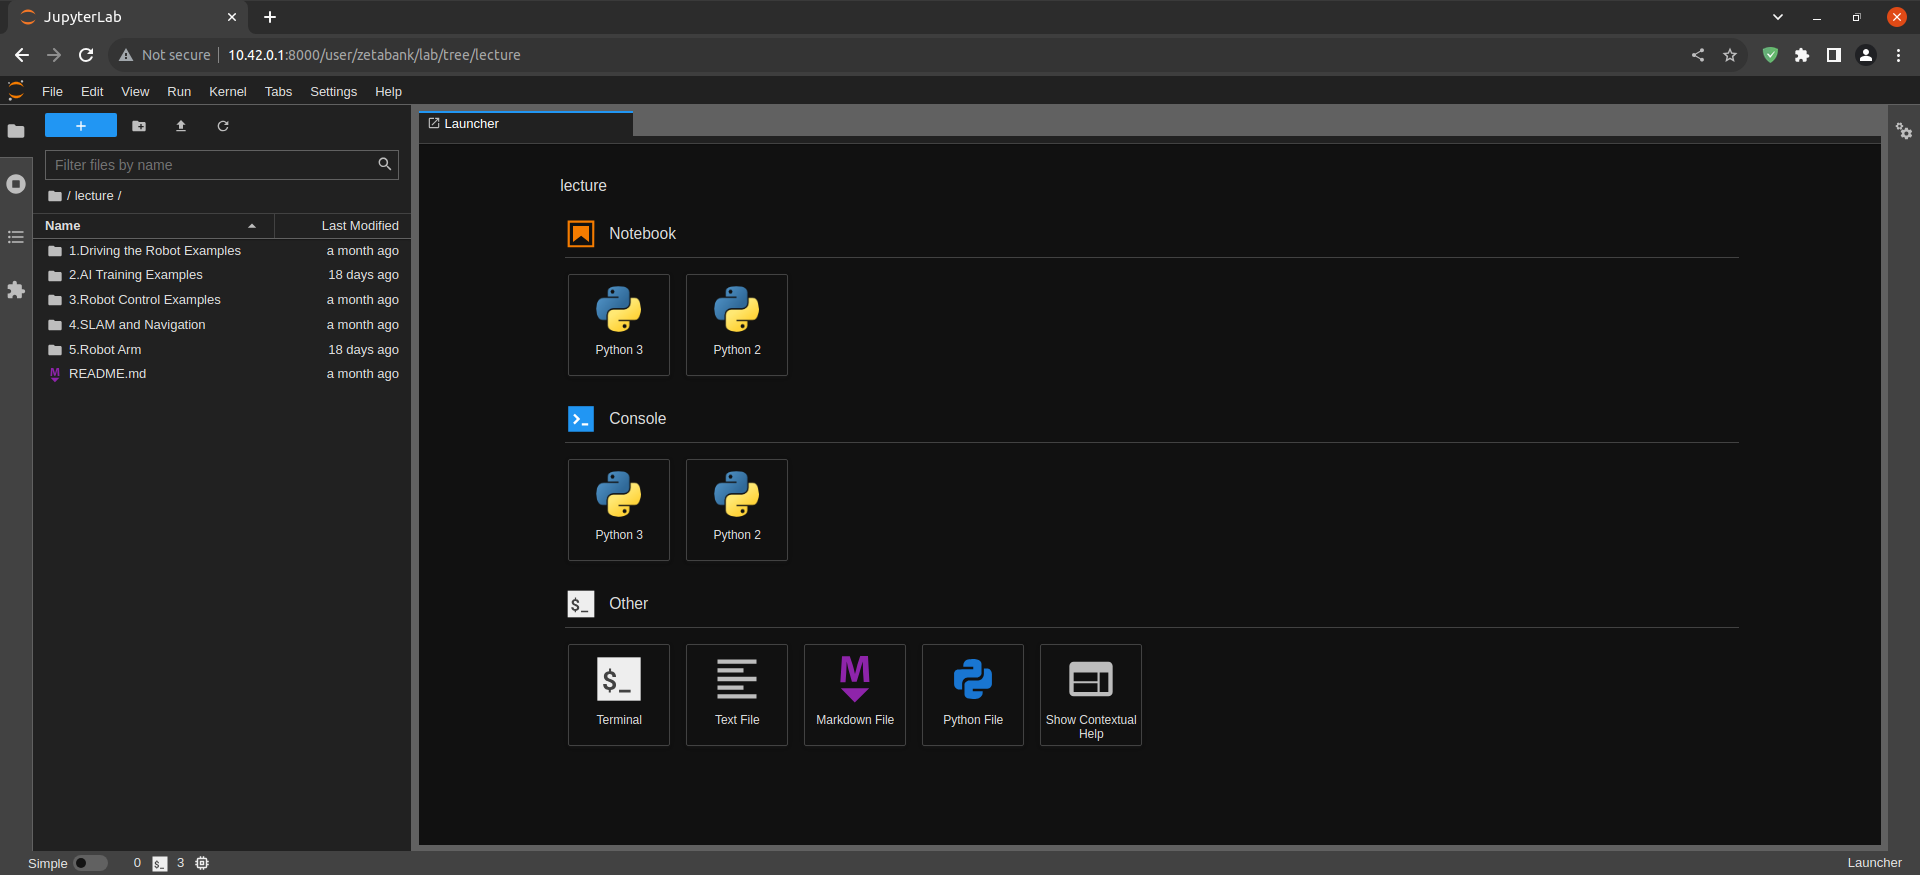 JupyterLab
Not secure 10.42.0.1:8000/user/zetabank/lab/tree/lecture
File Edit View Run Kernel Tabs Settings Help
Launcher
Filter files by name
/ lecture /
Name Last Modified
1.Driving the Robot Examples a month ago
2.AI Training Examples 18 days ago
3.Robot Control Examples a month ago
4.SLAM and Navigation a month ago
5.Robot Arm 18 days ago
M README.md a month ago
lecture
Notebook
Python 3 Python 2
Console
Python 3 Python 2
$_ Other
$_ M
Terminal Text File Markdown File Python File Show Contextual
Help
Simple 0 $_ 3 Launcher